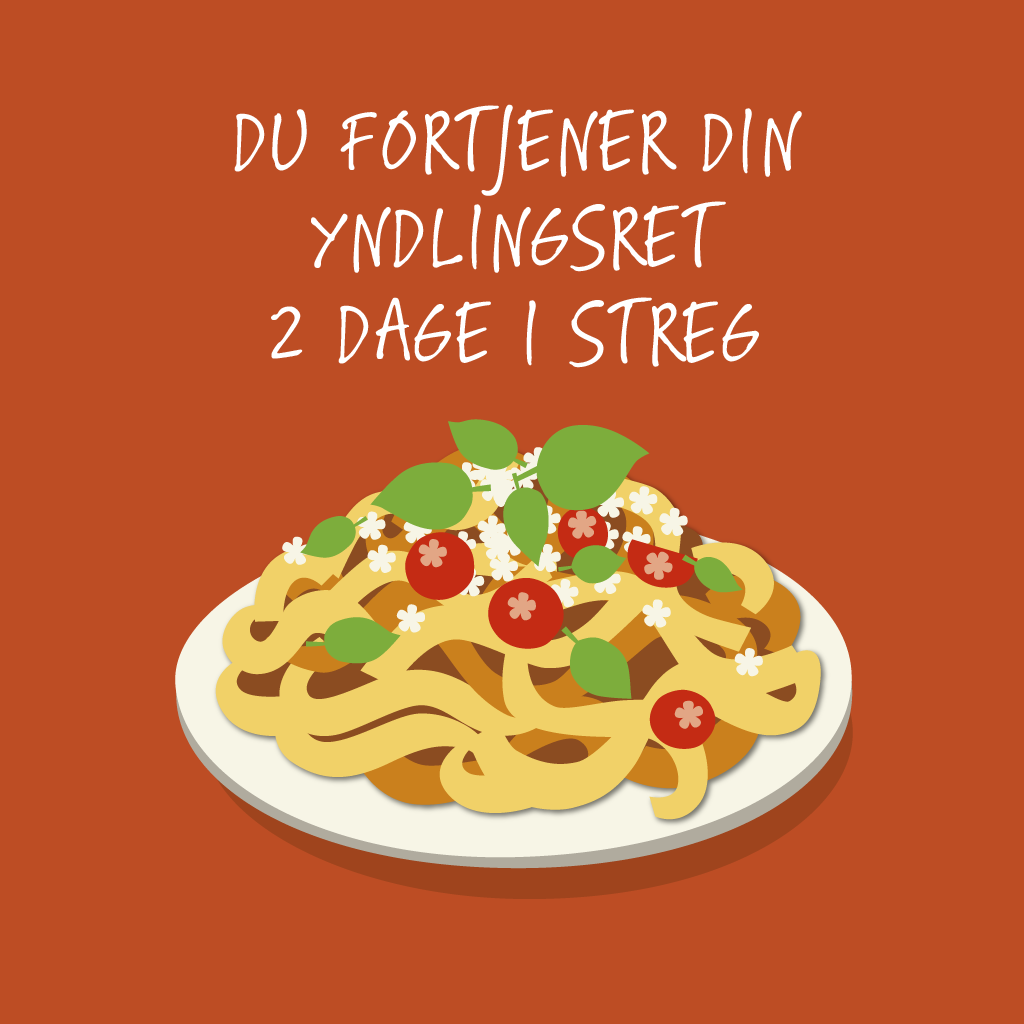 DU FORTJENER DIN
YNDLINGSRET
2 DAGE I STREG